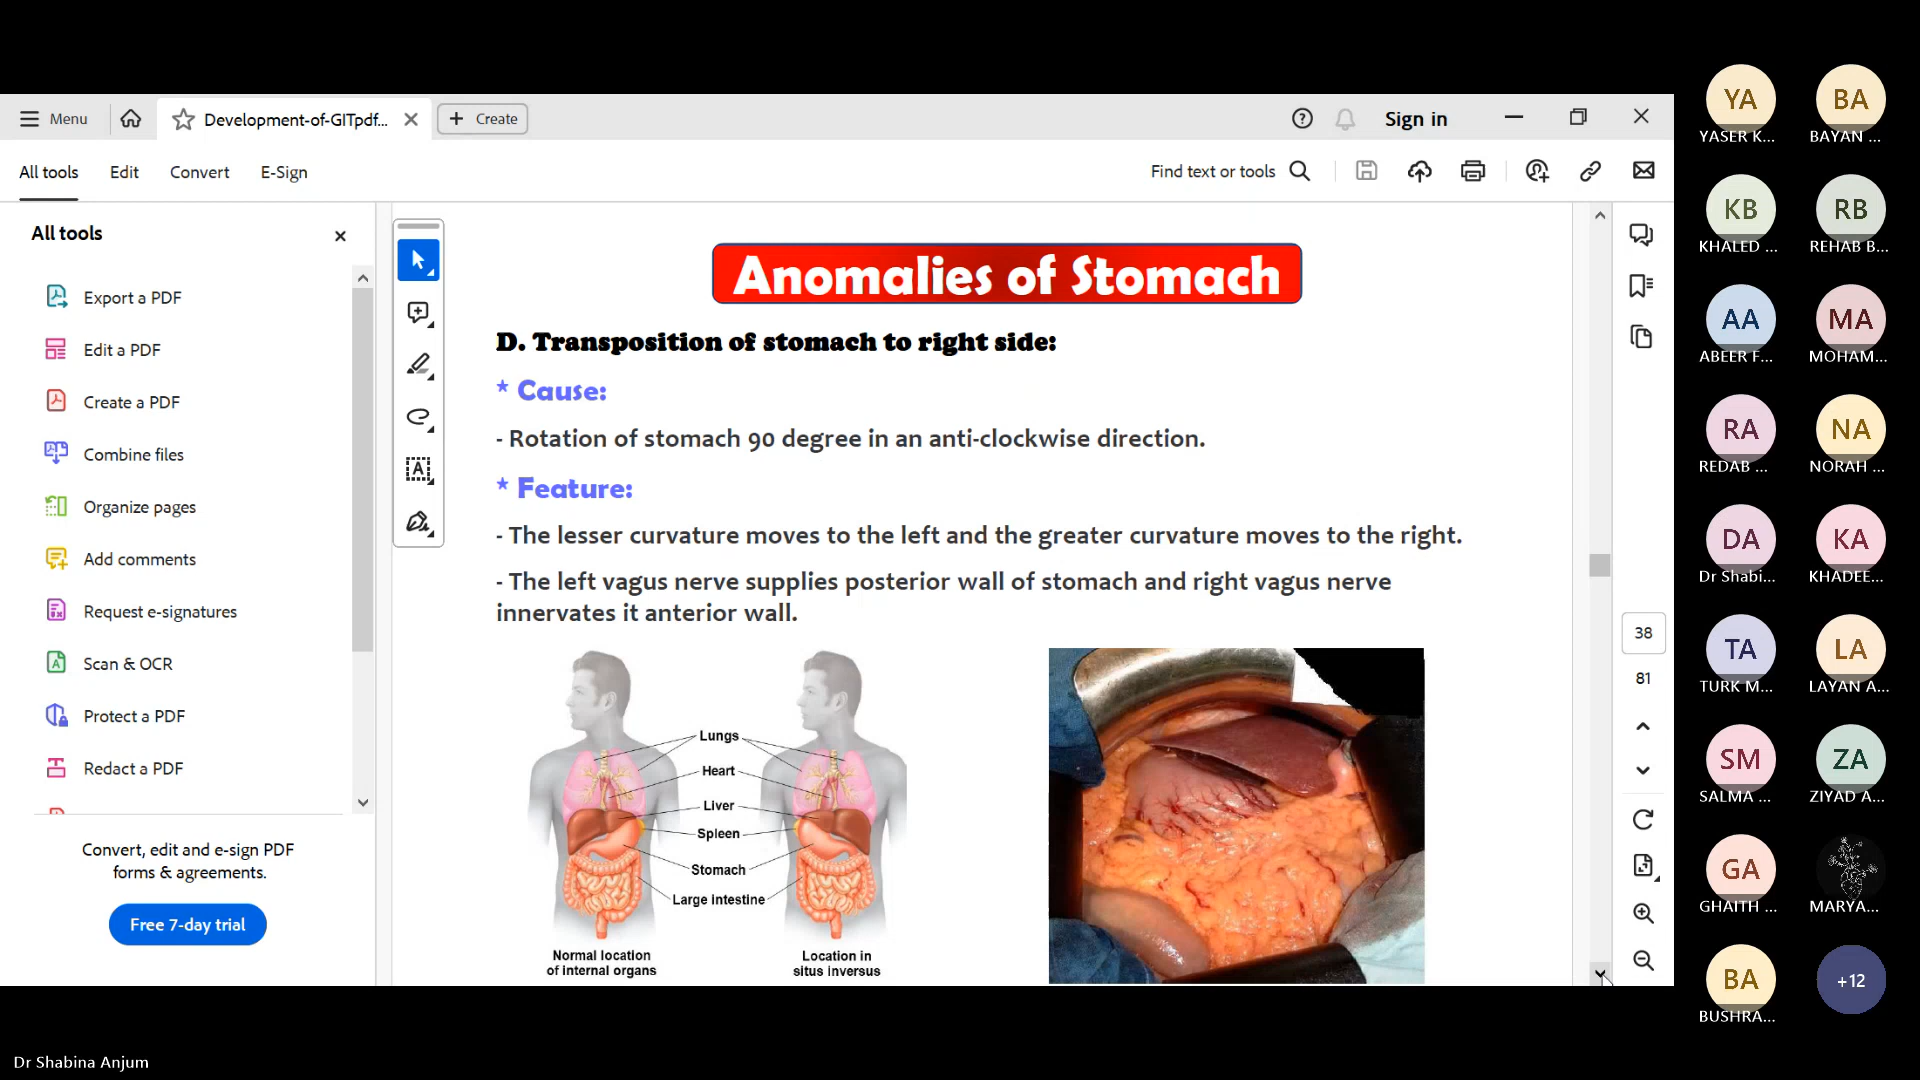 Menu
Development-of-GITpdf...
Create
Sign in
All tools
Edit
Convert
E-Sign
Find text or tools
All tools
Export a PDF
Edit a PDF
Create a PDF
Combine files
Organize pages
Add comments
Request e-signatures
Scan & OCR
Protect a PDF
Redact a PDF
Convert, edit and e-sign PDF
forms & agreements.
Free 7-day trial
Anomalies of Stomach
D. Transposition of stomach to right side:
* Cause:
- Rotation of stomach 90 degree in an anti-clockwise direction.
* Feature:
- The lesser curvature moves to the left and the greater curvature moves to the right.
- The left vagus nerve supplies posterior wall of stomach and right vagus nerve
innervates it anterior wall.
Lungs
Heart
Liver
Spleen
Stomach
Large intestine
Normal location
of internal organs
Location in
situs inversus
38
81
YA
YASER K...
BA
BAYAN ...
KB
KHALED ...
RB
REHAB B...
AA
ABEER F...
MA
MOHAM...
RA
REDAB ...
NA
NORAH ...
DA
Dr Shabi...
KA
KHADEE...
TA
TURK M...
LA
LAYAN A...
SM
SALMA ...
ZA
ZIYAD A...
GA
GHAITH ...
MARYA...
BA
BUSHRA...
+12
Dr Shabina Anjum